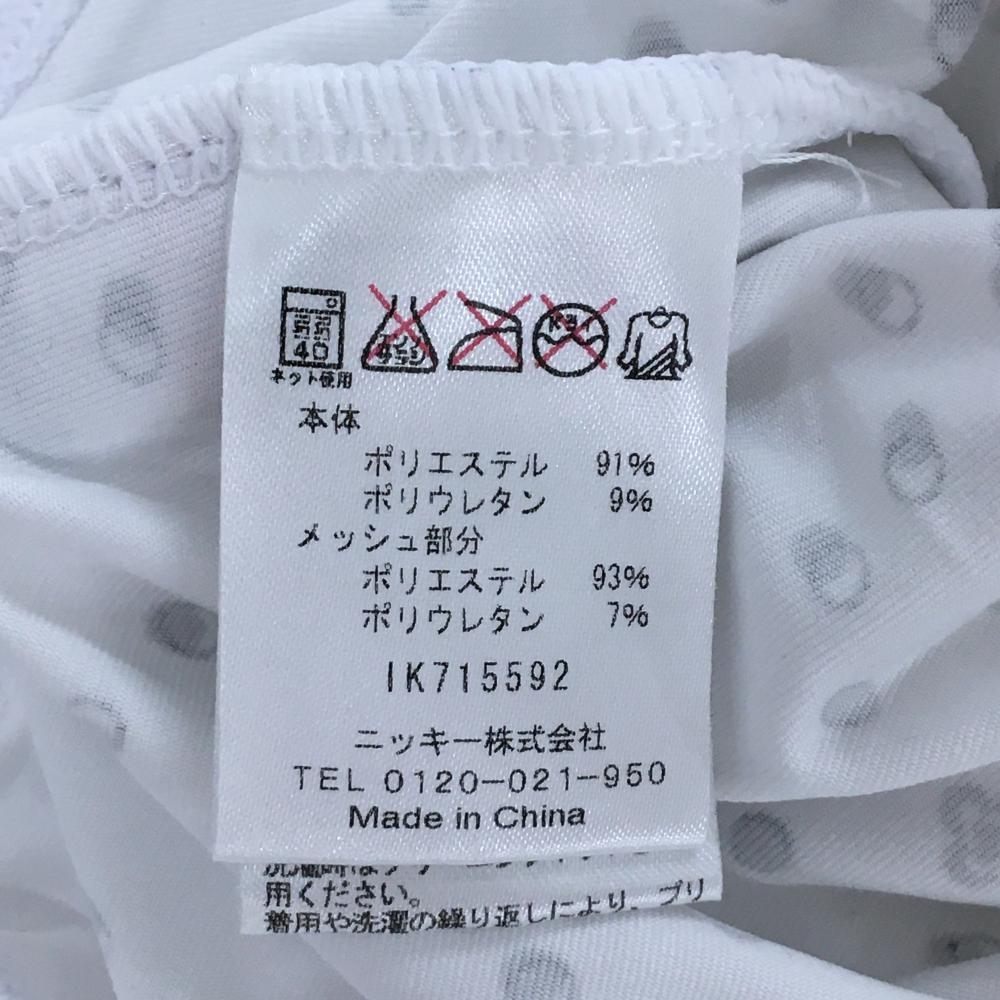 40
ネット使用
本体
ポリエステル 91%
ポリウレタン 9%
メッシュ部分
ポリエステル 93%
ポリウレタン 7%
IK715592
ニッキー株式会社
TEL 0120-021-950
Made in China
用ください。
着用や洗濯の繰り返しにより、プリ